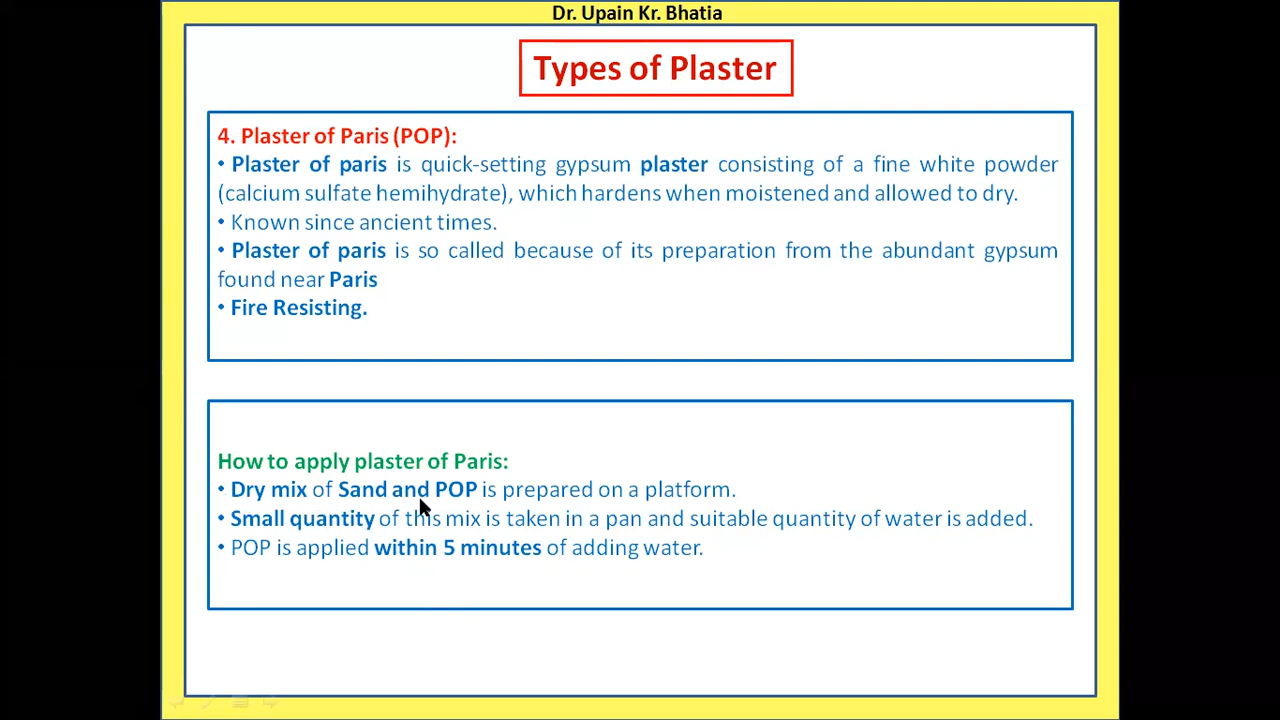 Dr. Upain Kr. Bhatia
Types of Plaster
4. Plaster of Paris (POP):
• Plaster of paris is quick-setting gypsum plaster consisting of a fine white powder
(calcium sulfate hemihydrate), which hardens when moistened and allowed to dry.
• Known since ancient times.
• Plaster of paris is so called because of its preparation from the abundant gypsum
found near Paris
• Fire Resisting.
How to apply plaster of Paris:
• Dry mix of Sand and POP is prepared on a platform.
• Small quantity of this mix is taken in a pan and suitable quantity of water is added.
• POP is applied within 5 minutes of adding water.